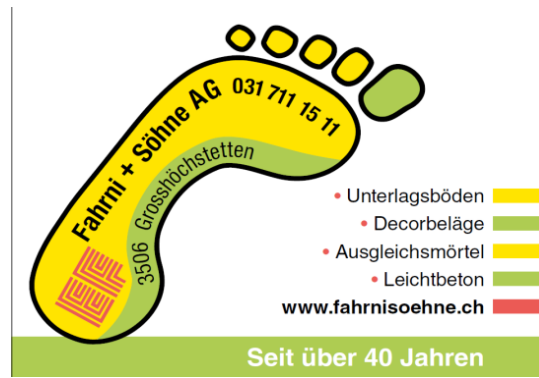 Fahrni + Söhne AG 031 711 15 11
3506 Grosshöchstetten
• Unterlagsböden
• Decorbeläge
• Ausgleichsmörtel
• Leichtbeton
www.fahrnisoehne.ch
Seit über 40 Jahren